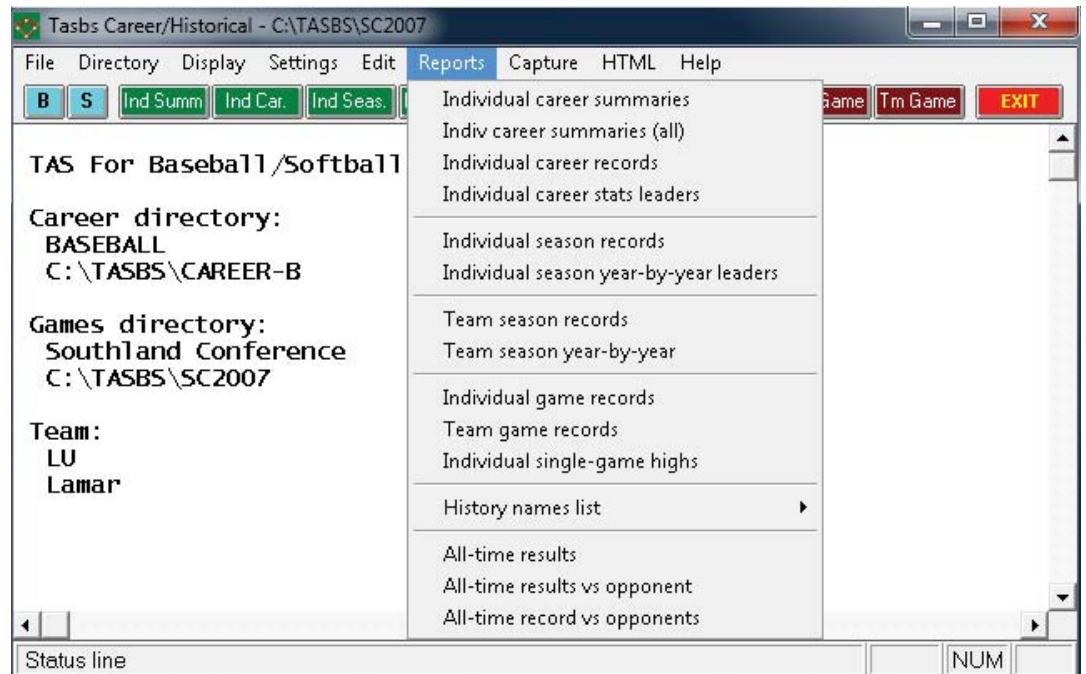 Tasbs Career/Historical - C:\TASBS\SC2007
File Directory Display Settings Edit Reports Capture HTML Help
B S Ind Summ Ind Car. Ind Seas. Game Tm Game EXIT
Individual career summaries
Indiv career summaries (all)
Individual career records
Individual career stats leaders
Individual season records
Individual season year-by-year leaders
Team season records
Team season year-by-year
Individual game records
Team game records
Individual single-game highs
History names list
All-time results
All-time results vs opponent
All-time record vs opponents
TAS For Baseball/Softball
Career directory:
BASEBALL
C:\TASBS\CAREER-B
Games directory:
Southland Conference
C:\TASBS\SC2007
Team:
LU
Lamar
Status line NUM